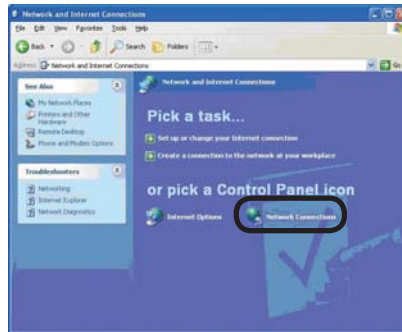 Network and Internet Connections
File Edit View Favorites Tools Help
Back Search Folders
Address Network and Internet Connections Go
See Also
My Network Places
Printers and Other Hardware
Remote Desktop
Phone and Modem Options
Troubleshooters
Networking
Internet Explorer
Network Diagnostics
Network and Internet Connections
Pick a task...
Set up or change your Internet connection
Create a connection to the network at your workplace
or pick a Control Panel icon
Internet Options Network Connections